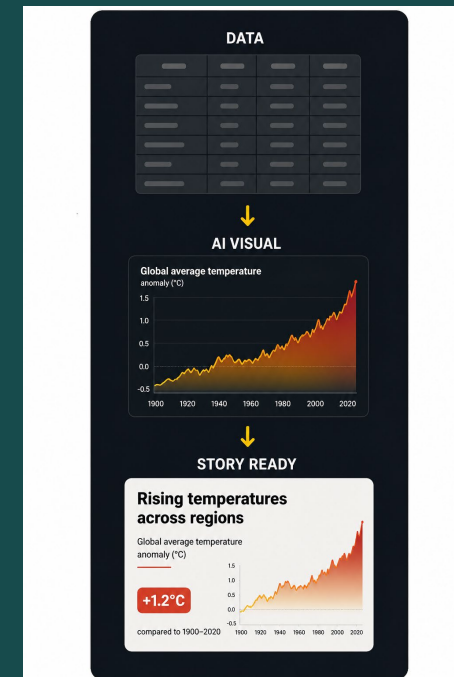 DATA
AI VISUAL
Global average temperature
anomaly (°C)
1.5
1.0
0.5
0.0
-0.5
1900 1920 1940 1960 1980 2000 2020
STORY READY
Rising temperatures
across regions
Global average temperature
anomaly (°C)
+1.2°C
compared to 1900–2020
1.5
1.0
0.5
0.0
-0.5
1900 1920 1940 1960 1980 2000 2020